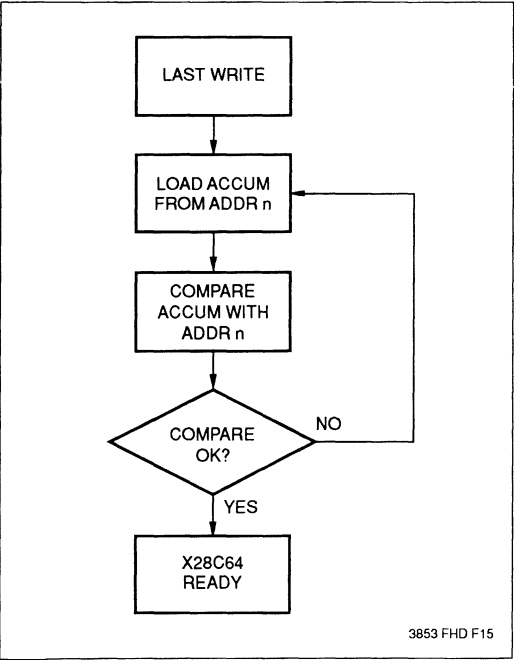 LAST WRITE
LOAD ACCUM
FROM ADDR n
COMPARE
ACCUM WITH
ADDR n
COMPARE
OK?
NO
YES
X28C64
READY
3853 FHD F15